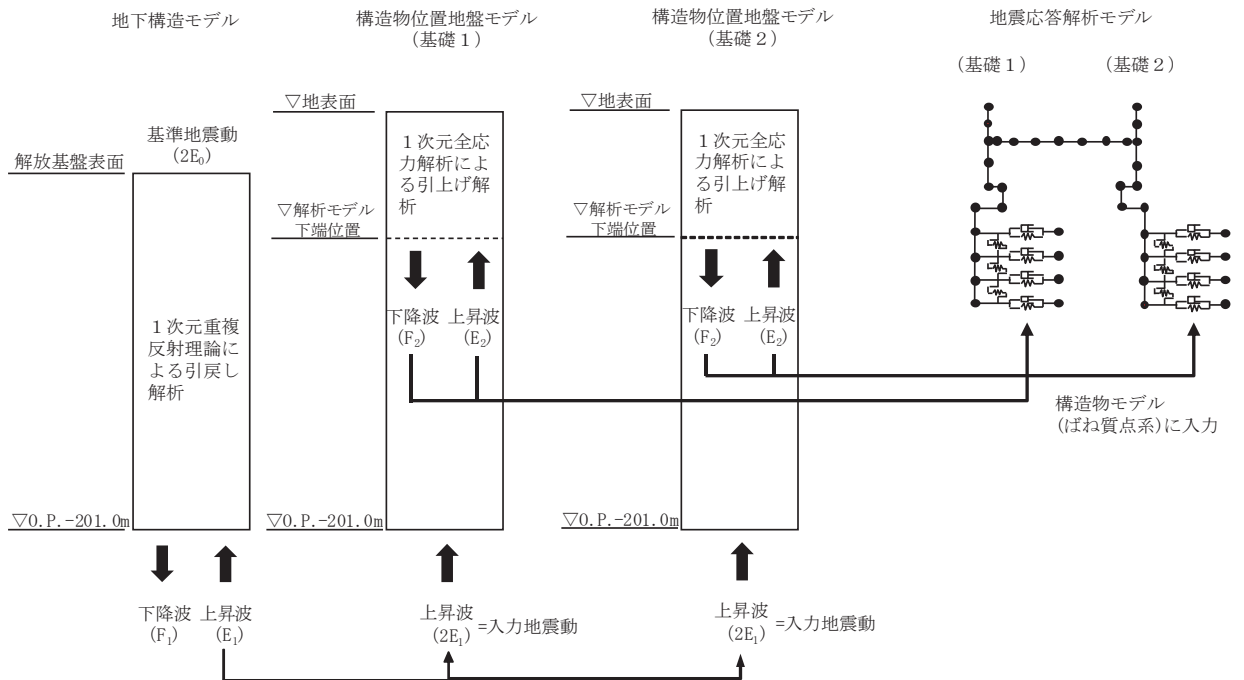 地下構造モデル
基準地震動
(2E₀)
解放基盤表面
1次元重複
反射理論に
よる引戻し
解析
▽O.P.-201.0m
下降波
(F₁)
上昇波
(E₁)
構造物位置地盤モデル
(基礎1)
▽地表面
1次元全応
力解析によ
る引上げ解
析
▽解析モデル
下端位置
下降波
(F₂)
上昇波
(E₂)
▽O.P.-201.0m
上昇波
(2E₁)
=入力地震動
構造物位置地盤モデル
(基礎2)
▽地表面
1次元全応
力解析によ
る引上げ解
析
▽解析モデル
下端位置
下降波
(F₂)
上昇波
(E₂)
▽O.P.-201.0m
上昇波
(2E₁)
=入力地震動
地震応答解析モデル
(基礎1)
(基礎2)
構造物モデル
(ばね質点系)に入力